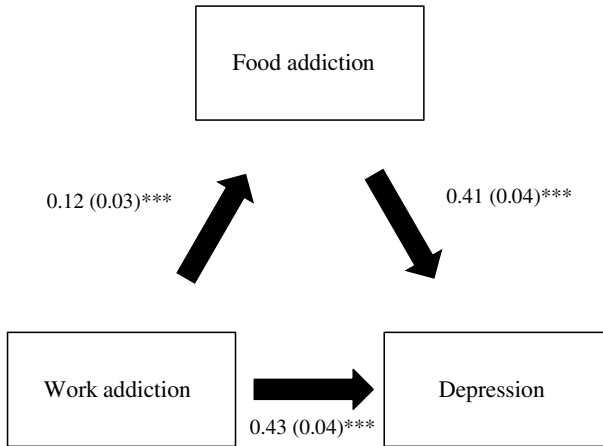 Food addiction
0.12 (0.03)***
0.41 (0.04)***
Work addiction
Depression
0.43 (0.04)***